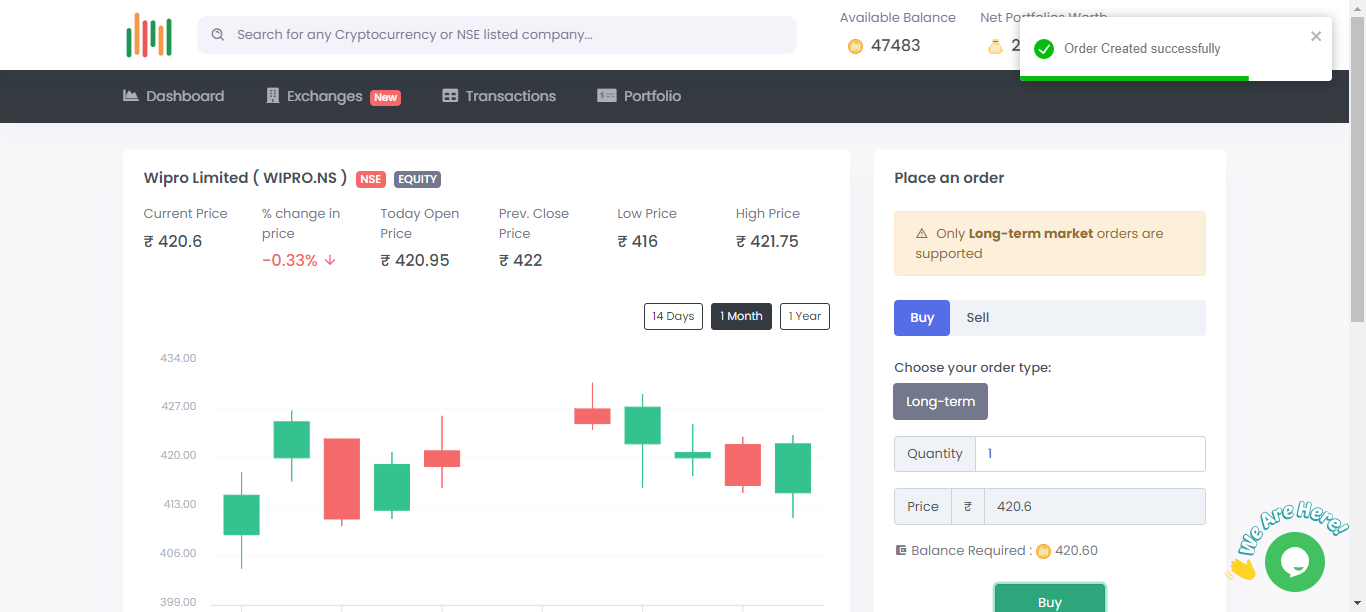 Search for any Cryptocurrency or NSE listed company...
Available Balance
47483
Net Portfolios Worth
2
Order Created successfully
Dashboard
Exchanges New
Transactions
Portfolio
Wipro Limited ( WIPRO.NS ) NSE EQUITY
Current Price
₹ 420.6
% change in
price
-0.33%
Today Open
Price
₹ 420.95
Prev. Close
Price
₹ 422
Low Price
₹ 416
High Price
₹ 421.75
14 Days
1 Month
1 Year
434.00
427.00
420.00
413.00
406.00
399.00
Place an order
Only Long-term market orders are
supported
Buy
Sell
Choose your order type:
Long-term
Quantity 1
Price ₹ 420.6
Balance Required : 420.60
Buy
We Are Here!